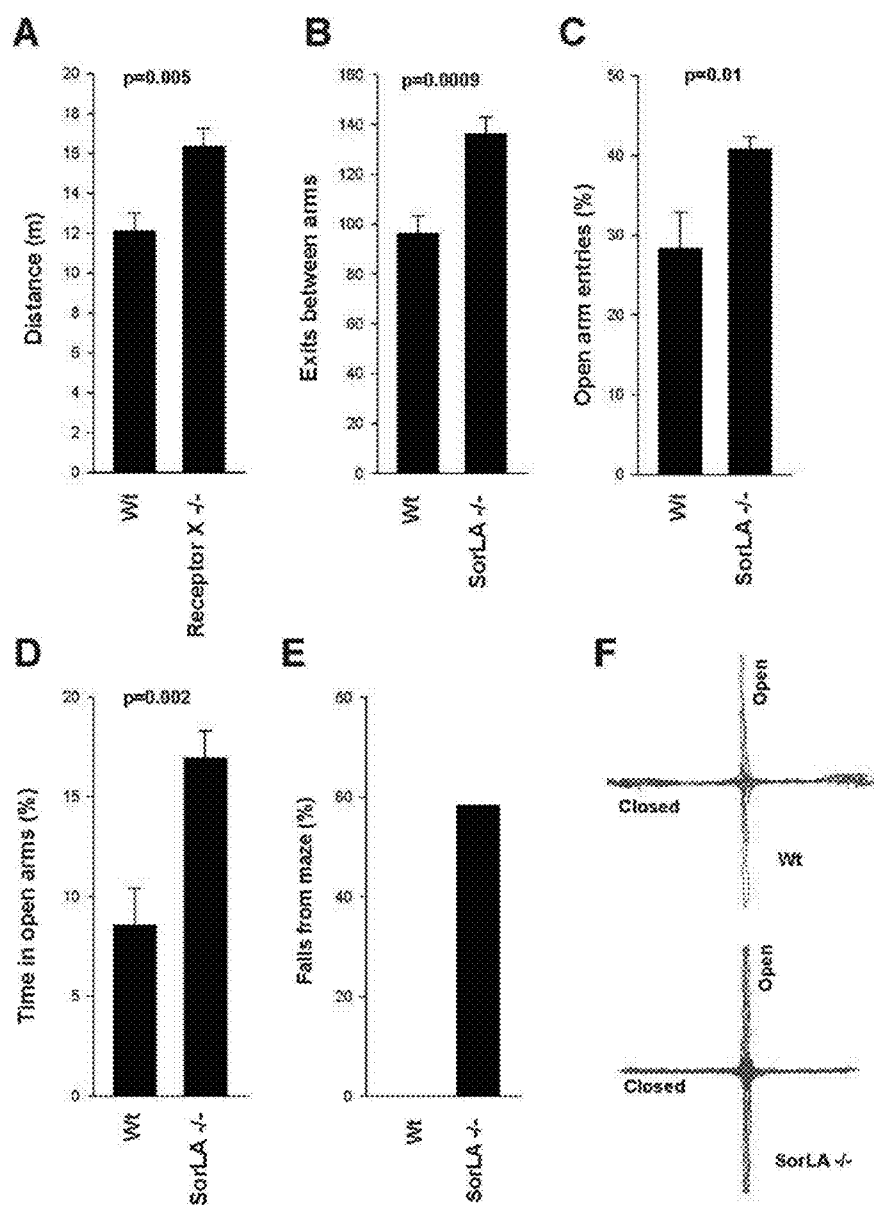 A
p=0.005
20
18
16
14
12
10
8
6
4
2
0
Distance (m)
Wt
Receptor X -/-
B
p=0.0009
160
140
120
100
80
60
40
20
0
Exits between arms
Wt
SorLA -/-
C
p=0.01
50
40
30
20
10
0
Open arm entries (%)
Wt
SorLA -/-
D
p=0.002
20
15
10
5
0
Time in open arms (%)
Wt
SorLA -/-
E
80
60
40
20
0
Falls from maze (%)
Wt
SorLA -/-
F
Open
Closed
Wt
Open
Closed
SorLA -/-